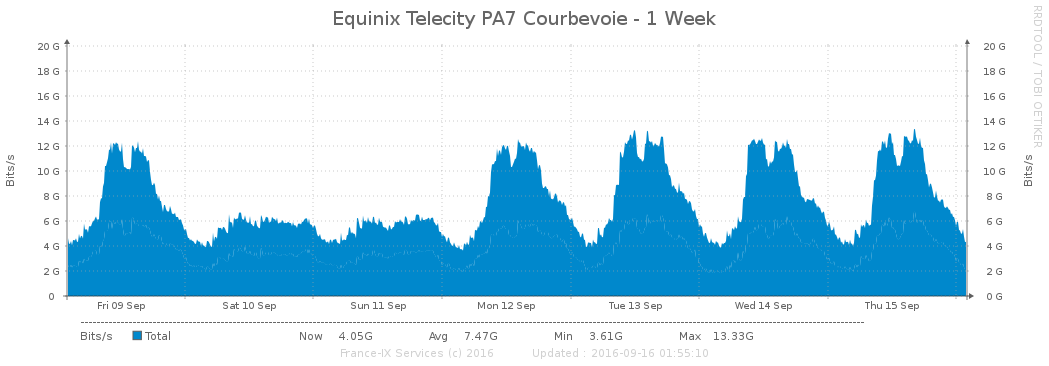 Equinix Telecity PA7 Courbevoie - 1 Week
RRDTOOL / TOBI OETIKER
20 G 20 G
18 G 18 G
16 G 16 G
14 G 14 G
12 G 12 G
10 G 10 G
8 G 8 G
6 G 6 G
4 G 4 G
2 G 2 G
0 0 G
Bits/s
Bits/s
Fri 09 Sep Sat 10 Sep Sun 11 Sep Mon 12 Sep Tue 13 Sep Wed 14 Sep Thu 15 Sep
Bits/s Total Now 4.05G Avg 7.47G Min 3.61G Max 13.33G
France-IX Services (c) 2016 Updated : 2016-09-16 01:55:10